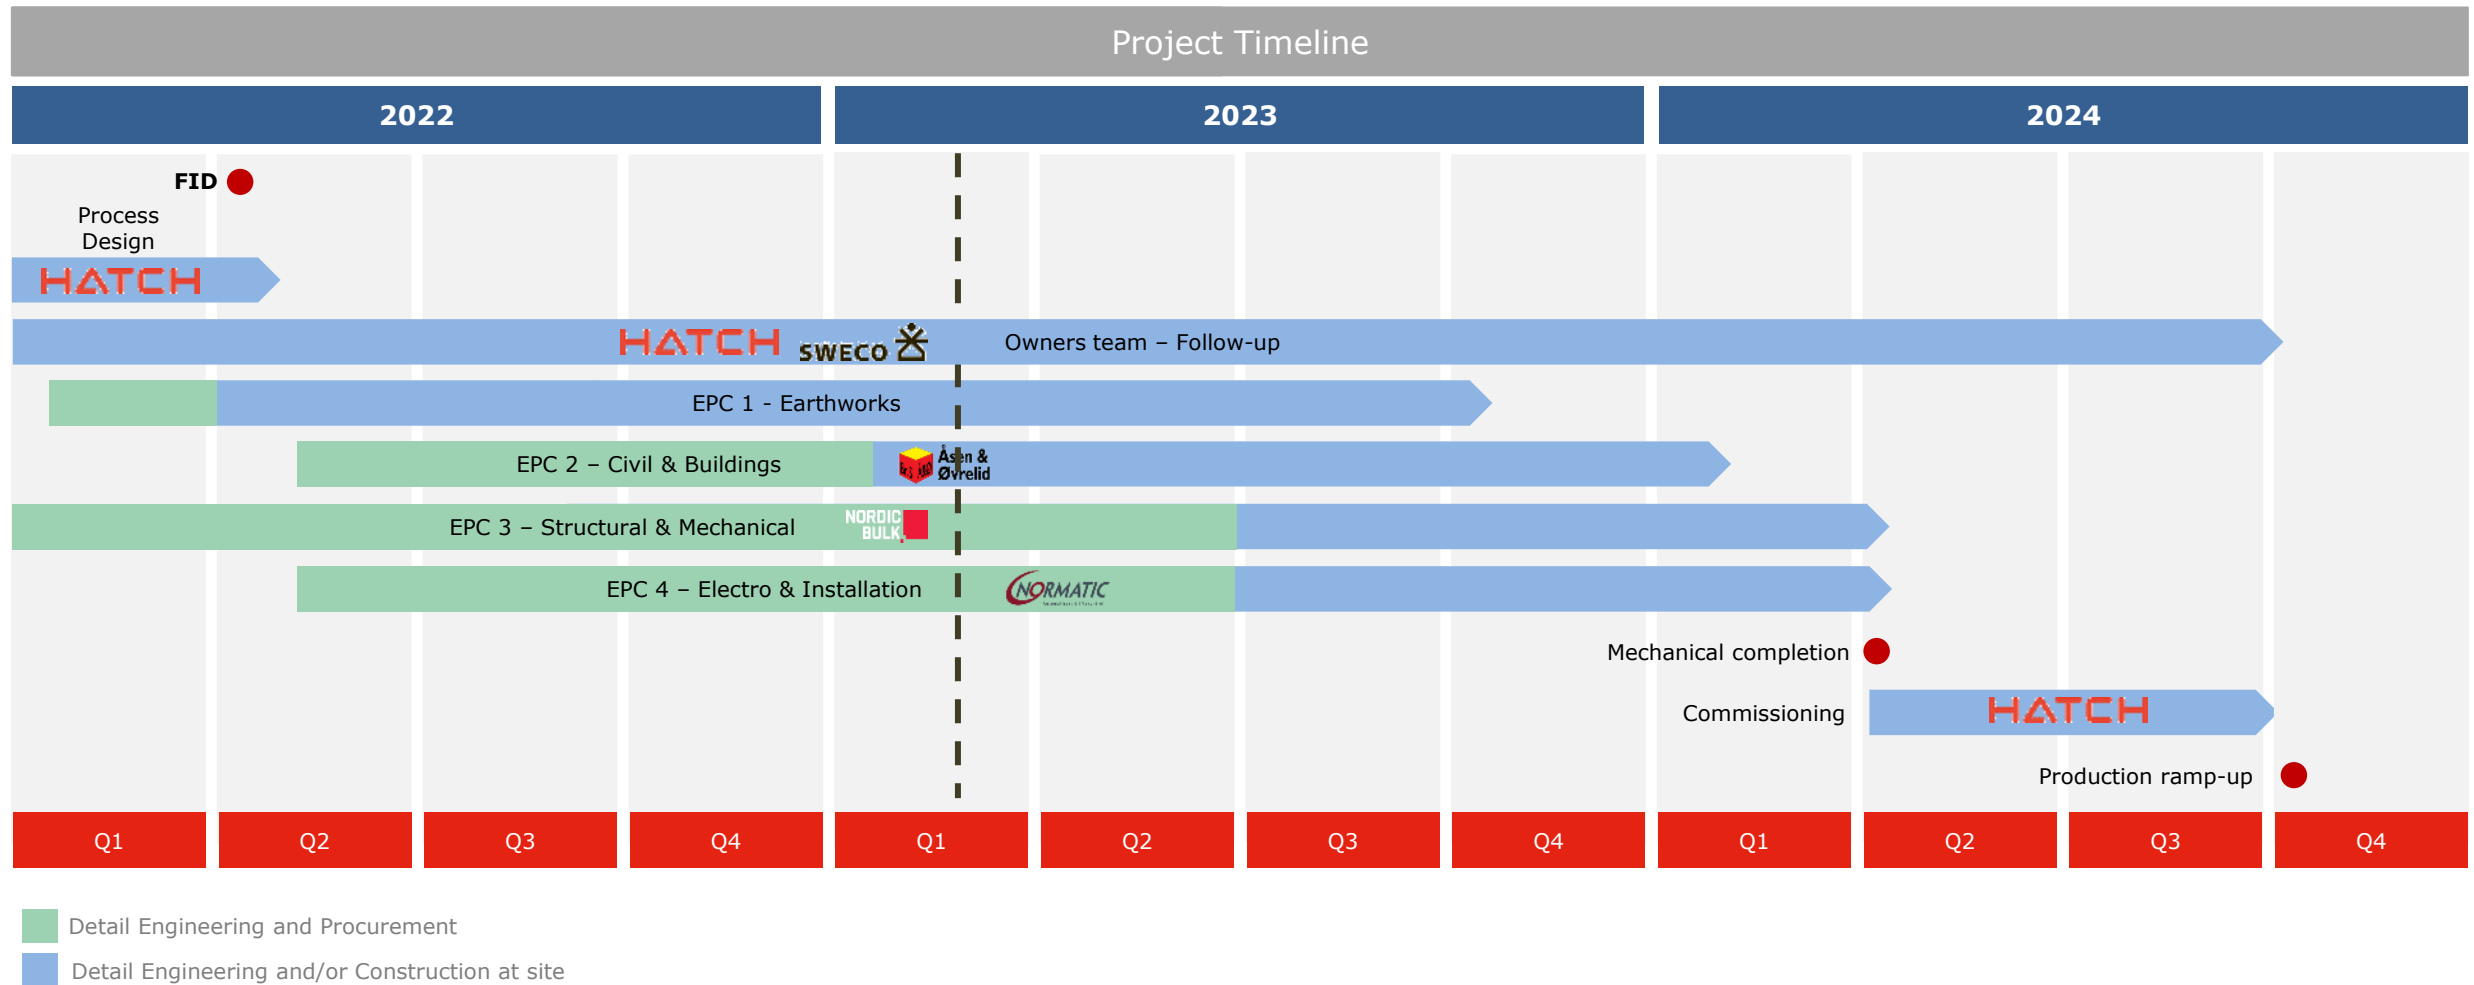 Project Timeline
2022
2023
2024
FID
Process
Design
HATCH
HATCH
SWECO
Owners team – Follow-up
EPC 1 - Earthworks
EPC 2 – Civil & Buildings
Åsen &
Øvrelid
EPC 3 – Structural & Mechanical
NORDIC
BULK
EPC 4 – Electro & Installation
NORMATIC
Mechanical completion
Commissioning
HATCH
Production ramp-up
Q1
Q2
Q3
Q4
Q1
Q2
Q3
Q4
Q1
Q2
Q3
Q4
Detail Engineering and Procurement
Detail Engineering and/or Construction at site